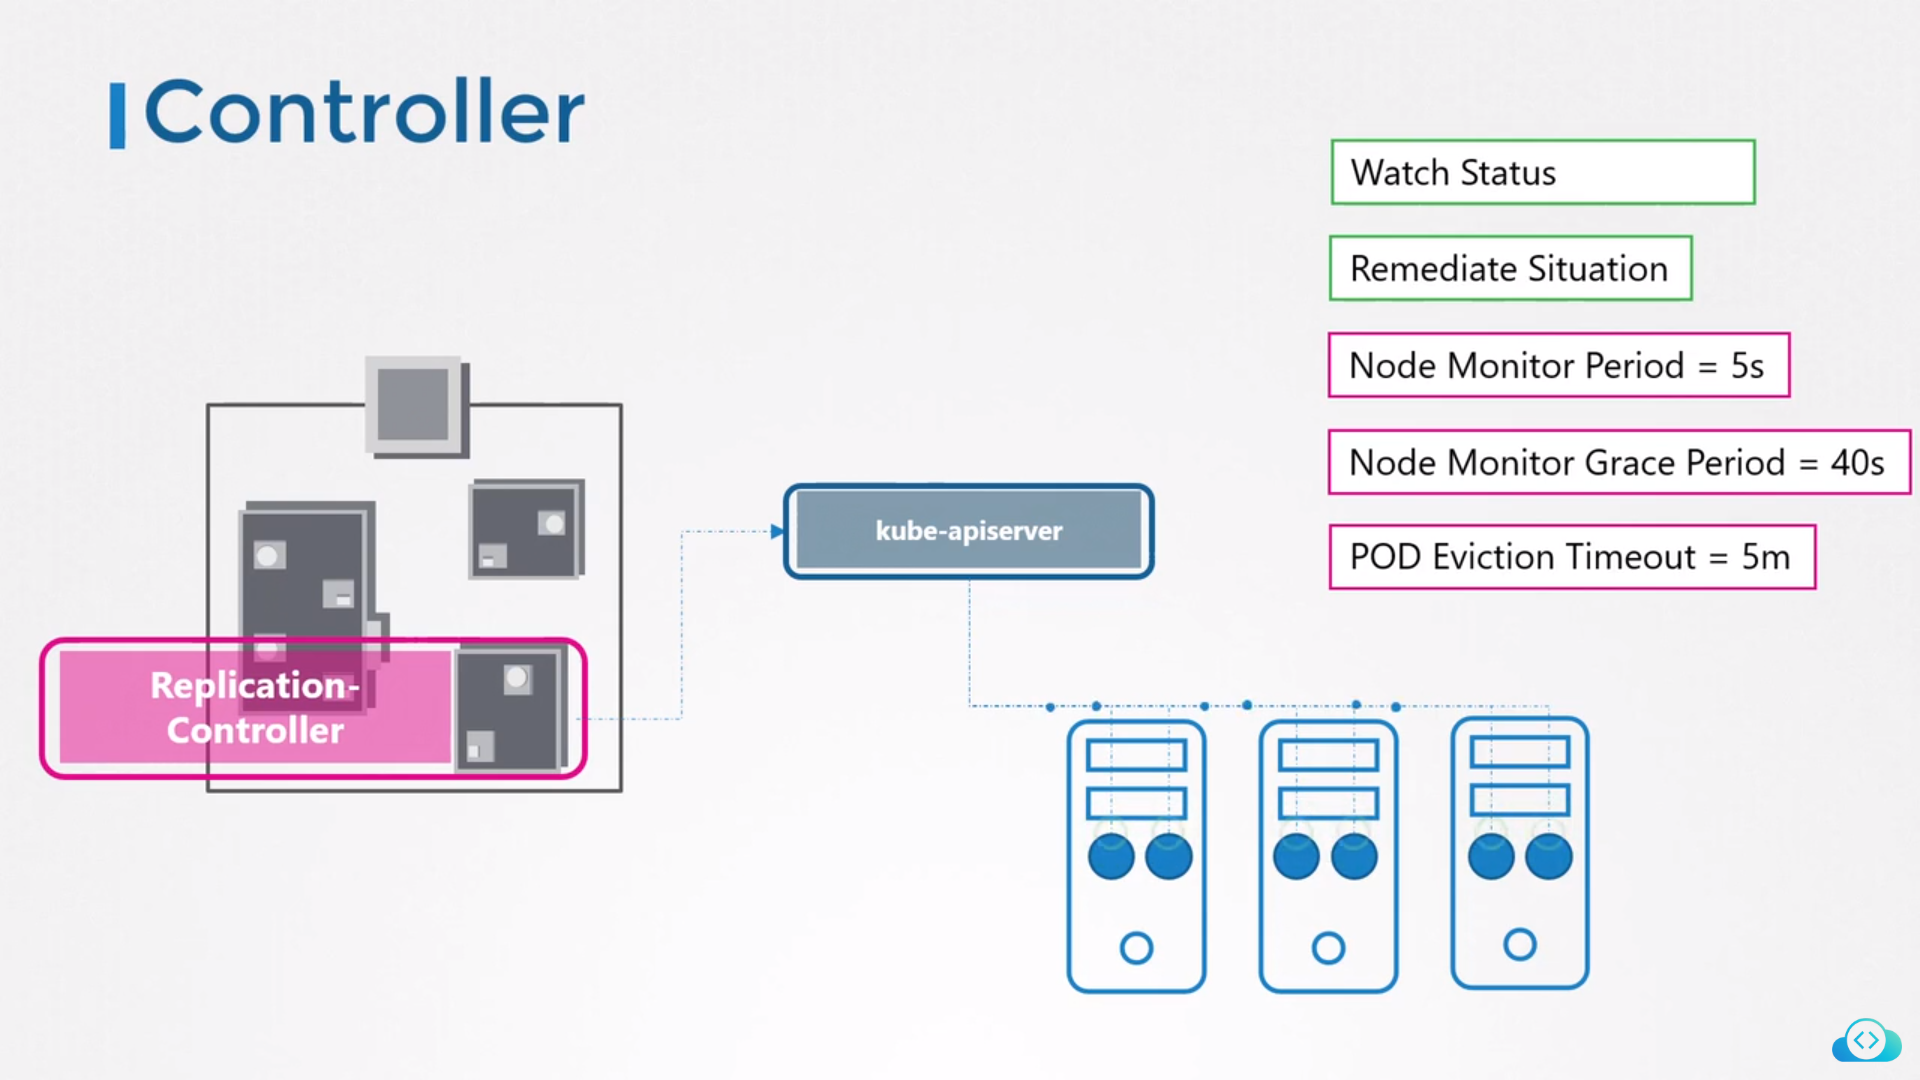 Controller
Watch Status
Remediate Situation
Node Monitor Period = 5s
Node Monitor Grace Period = 40s
POD Eviction Timeout = 5m
kube-apiserver
Replication-
Controller